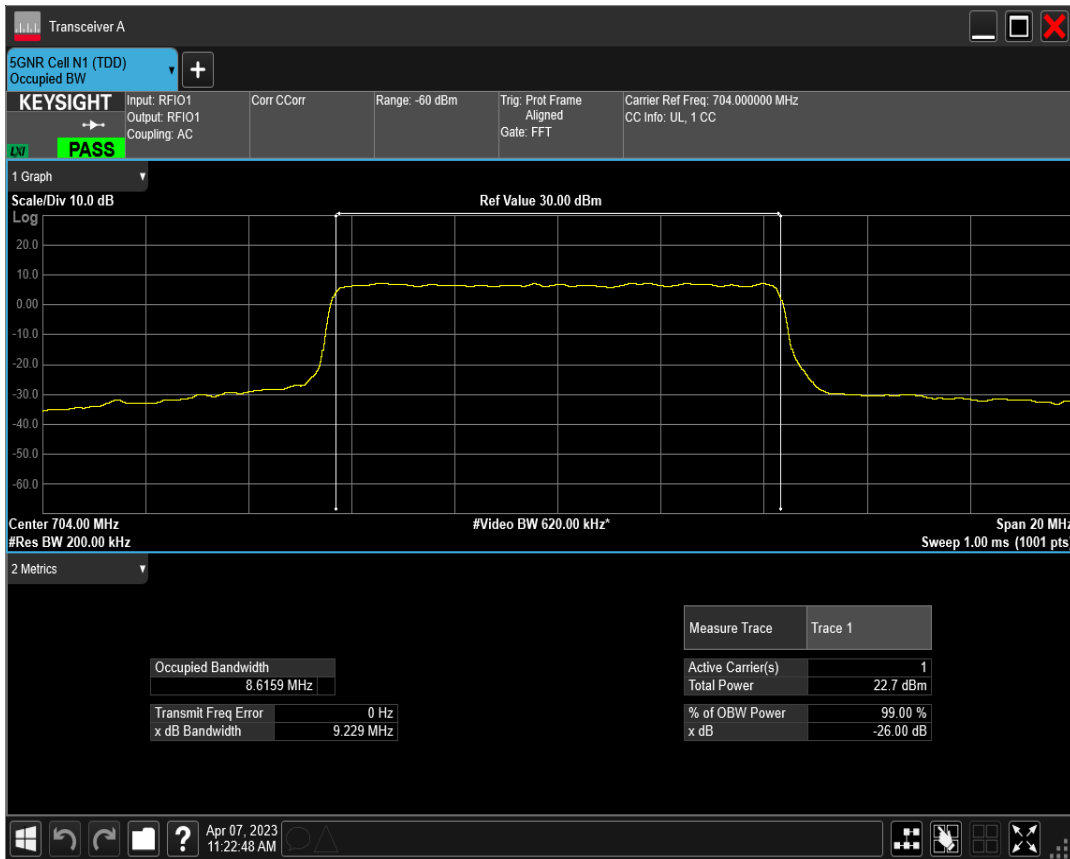 Transceiver A
5GNR Cell N1 (TDD)
Occupied BW
+
KEYSIGHT
LXI
PASS
Input: RFIO1
Output: RFIO1
Coupling: AC
Corr CCorr
Range: -60 dBm
Trig: Prot Frame
Aligned
Gate: FFT
Carrier Ref Freq: 704.000000 MHz
CC Info: UL, 1 CC
1 Graph
Scale/Div 10.0 dB
Ref Value 30.00 dBm
Log
20.0
10.0
0.00
-10.0
-20.0
-30.0
-40.0
-50.0
-60.0
Center 704.00 MHz
#Video BW 620.00 kHz*
Span 20 MHz
#Res BW 200.00 kHz
Sweep 1.00 ms (1001 pts)
2 Metrics
Measure Trace Trace 1
Occupied Bandwidth
8.6159 MHz
Active Carrier(s) 1
Total Power 22.7 dBm
Transmit Freq Error 0 Hz
x dB Bandwidth 9.229 MHz
% of OBW Power 99.00 %
x dB -26.00 dB
?
Apr 07, 2023
11:22:48 AM